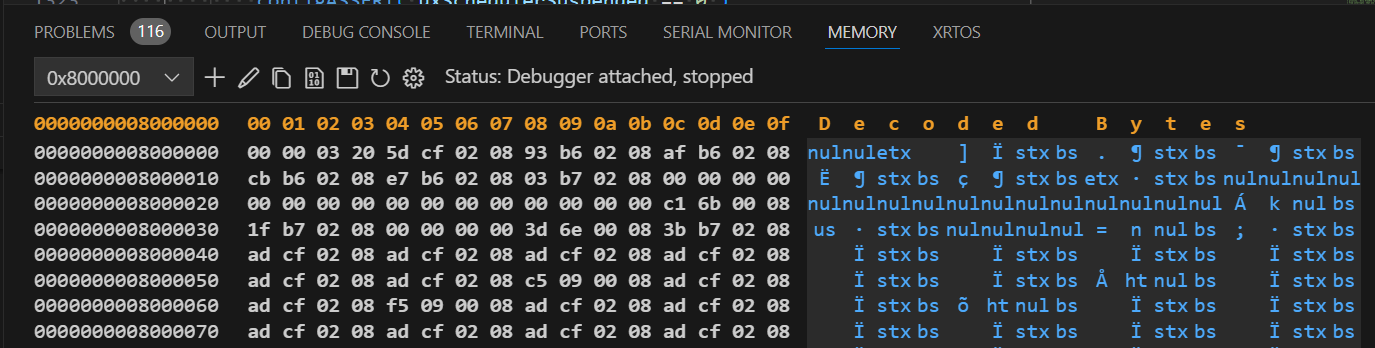 1323 configASSERT( uxSchedulerSuspended == 0
PROBLEMS 116 OUTPUT DEBUG CONSOLE TERMINAL PORTS SERIAL MONITOR MEMORY XRTOS
0x8000000 Status: Debugger attached, stopped
0000000008000000 00 01 02 03 04 05 06 07 08 09 0a 0b 0c 0d 0e 0f D e c o d e d B y t e s
0000000008000000 00 00 03 20 5d cf 02 08 93 b6 02 08 af b6 02 08 nulnuletx ] Ï stx bs . ¶ stx bs ¯ ¶ stx bs
0000000008000010 cb b6 02 08 e7 b6 02 08 03 b7 02 08 00 00 00 00 Ë ¶ stx bs ç ¶ stx bs etx · stx bs nulnulnulnul
0000000008000020 00 00 00 00 00 00 00 00 00 00 00 00 c1 6b 00 08 nulnulnulnulnulnulnulnulnulnulnulnul Á k nul bs
0000000008000030 1f b7 02 08 00 00 00 00 3d 6e 00 08 3b b7 02 08 us · stx bs nulnulnulnul = n nul bs ; · stx bs
0000000008000040 ad cf 02 08 ad cf 02 08 ad cf 02 08 ad cf 02 08 Ï stx bs Ï stx bs Ï stx bs Ï stx bs
0000000008000050 ad cf 02 08 ad cf 02 08 c5 09 00 08 ad cf 02 08 Ï stx bs Ï stx bs Å ht nul bs Ï stx bs
0000000008000060 ad cf 02 08 f5 09 00 08 ad cf 02 08 ad cf 02 08 Ï stx bs õ ht nul bs Ï stx bs Ï stx bs
0000000008000070 ad cf 02 08 ad cf 02 08 ad cf 02 08 ad cf 02 08 Ï stx bs Ï stx bs Ï stx bs Ï stx bs